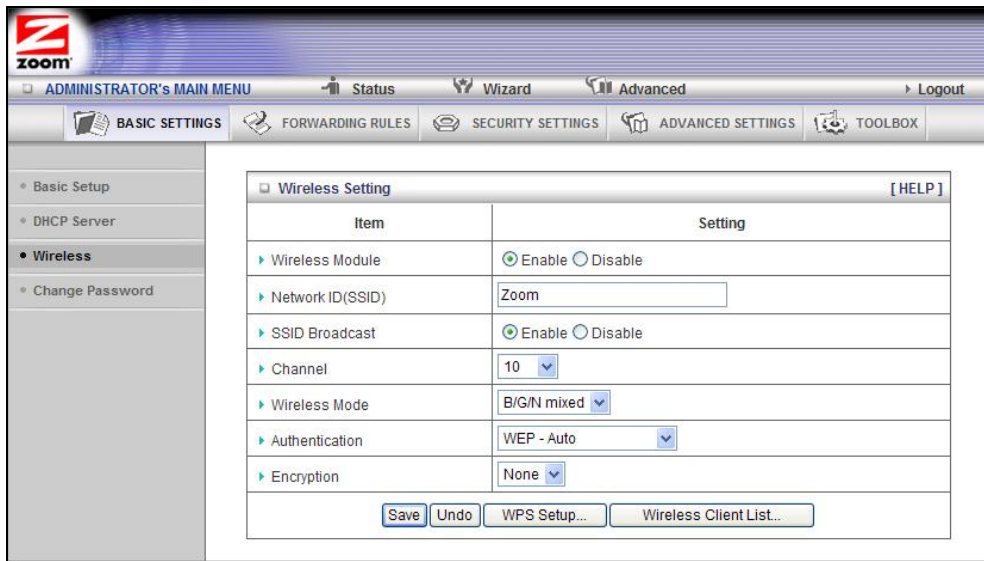 zoom
ADMINISTRATOR's MAIN MENU Status Wizard Advanced Logout
BASIC SETTINGS FORWARDING RULES SECURITY SETTINGS ADVANCED SETTINGS TOOLBOX
Basic Setup
DHCP Server
Wireless
Change Password
Wireless Setting [ HELP ]
Item Setting
Wireless Module Enable Disable
Network ID(SSID) Zoom
SSID Broadcast Enable Disable
Channel 10
Wireless Mode B/G/N mixed
Authentication WEP - Auto
Encryption None
Save Undo WPS Setup... Wireless Client List...